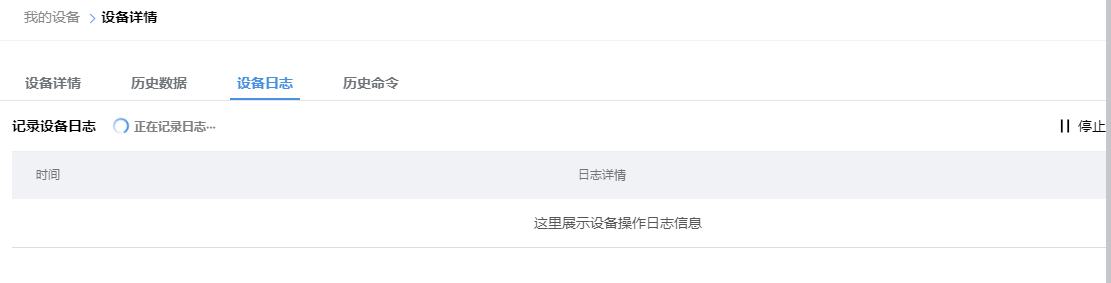 我的设备 > 设备详情
设备详情 历史数据 设备日志 历史命令
记录设备日志 正在记录日志··· 停止
时间 日志详情
这里展示设备操作日志信息